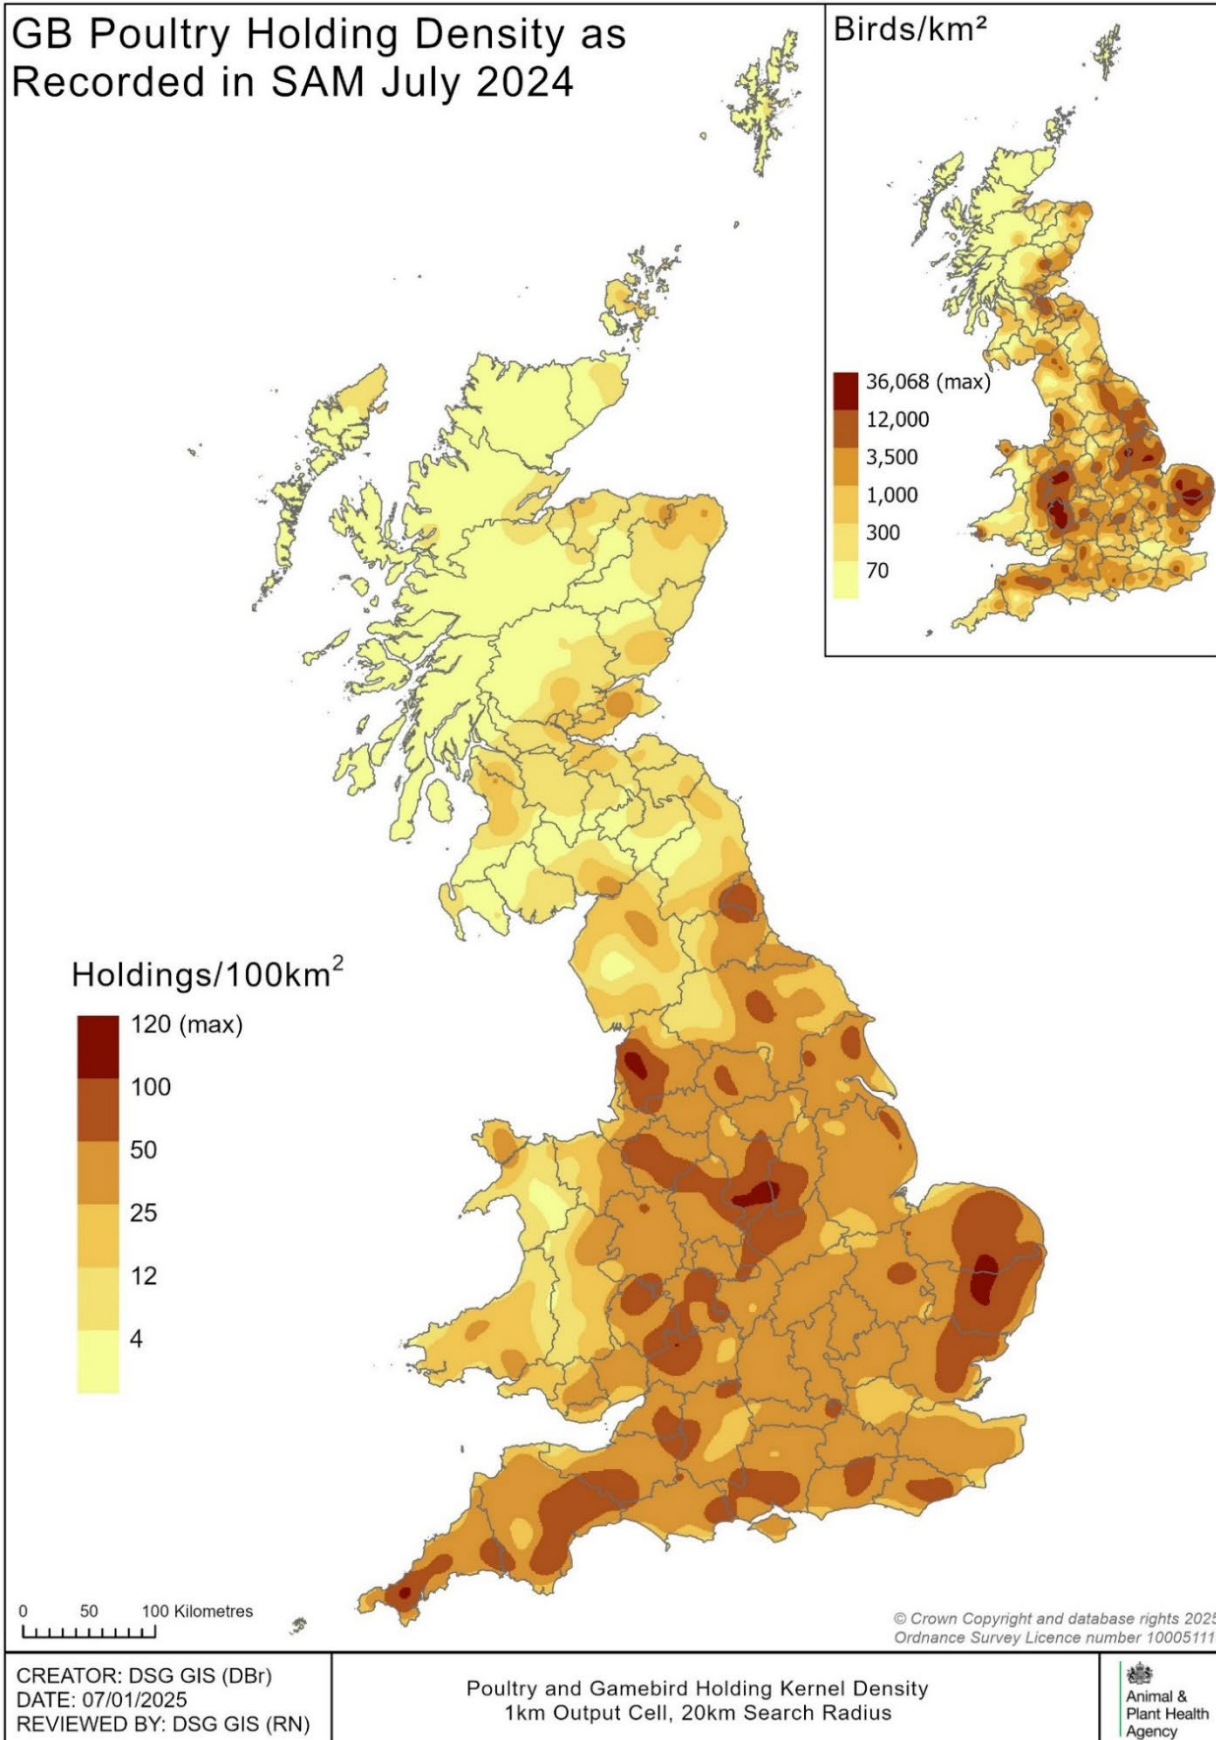 GB Poultry Holding Density as
Recorded in SAM July 2024
Birds/km²
36,068 (max)
12,000
3,500
1,000
300
70
Holdings/100km²
120 (max)
100
50
25
12
4
0 50 100 Kilometres
© Crown Copyright and database rights 2025
Ordnance Survey Licence number 10005111
CREATOR: DSG GIS (DBr)
DATE: 07/01/2025
REVIEWED BY: DSG GIS (RN)
Poultry and Gamebird Holding Kernel Density
1km Output Cell, 20km Search Radius
Animal &
Plant Health
Agency